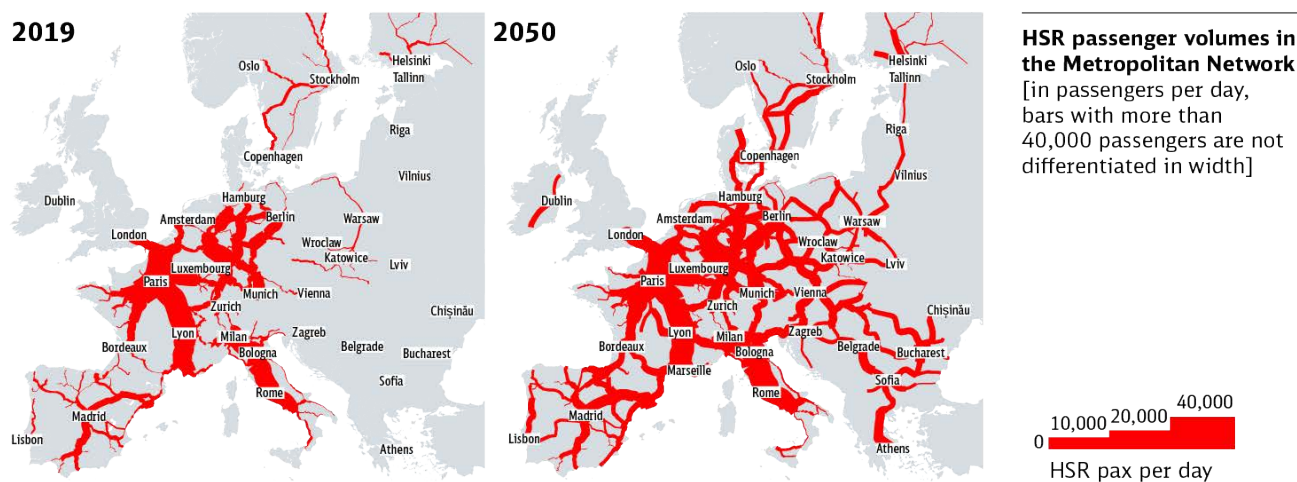 2019
Oslo
Stockholm
Helsinki
Tallinn
Riga
Copenhagen
Vilnius
Dublin
Hamburg
Amsterdam
Berlin
Warsaw
London
Wroclaw
Katowice
Lviv
Luxembourg
Paris
Munich
Vienna
Zurich
Chișinău
Lyon
Milan
Zagreb
Bordeaux
Bologna
Belgrade
Bucharest
Sofia
Rome
Madrid
Lisbon
Athens
2050
Oslo
Stockholm
Helsinki
Tallinn
Riga
Copenhagen
Vilnius
Dublin
Hamburg
Amsterdam
Berlin
Warsaw
London
Wroclaw
Katowice
Lviv
Luxembourg
Paris
Munich
Vienna
Zurich
Chișinău
Lyon
Milan
Zagreb
Bordeaux
Bologna
Belgrade
Bucharest
Marseille
Sofia
Rome
Madrid
Lisbon
Athens
HSR passenger volumes in
the Metropolitan Network
[in passengers per day,
bars with more than
40,000 passengers are not
differentiated in width]
0
10,000
20,000
40,000
HSR pax per day